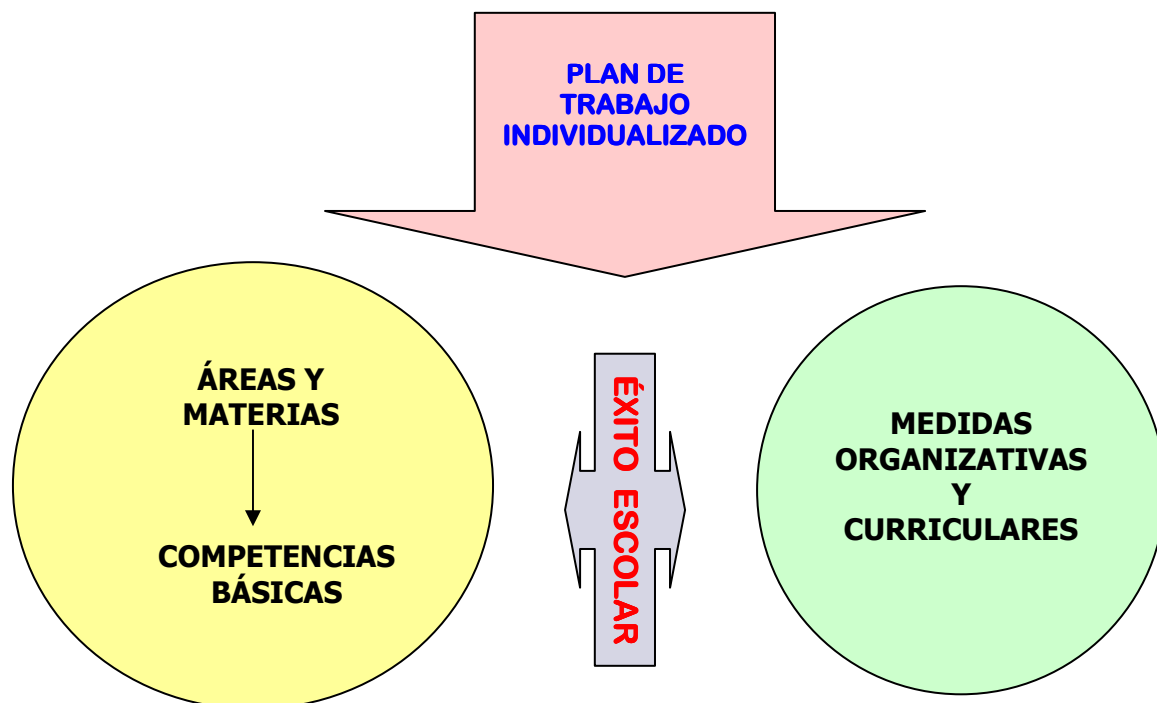 PLAN DE
TRABAJO
INDIVIDUALIZADO
ÁREAS Y
MATERIAS
COMPETENCIAS
BÁSICAS
ÉXITO ESCOLAR
MEDIDAS
ORGANIZATIVAS
Y
CURRICULARES